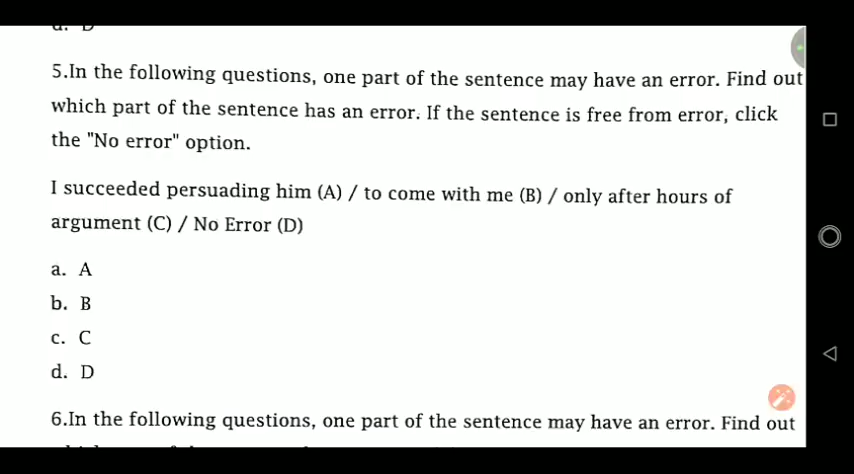 5.In the following questions, one part of the sentence may have an error. Find out
which part of the sentence has an error. If the sentence is free from error, click
the "No error" option.
I succeeded persuading him (A) / to come with me (B) / only after hours of
argument (C) / No Error (D)
a. A
b. B
c. C
d. D
6.In the following questions, one part of the sentence may have an error. Find out